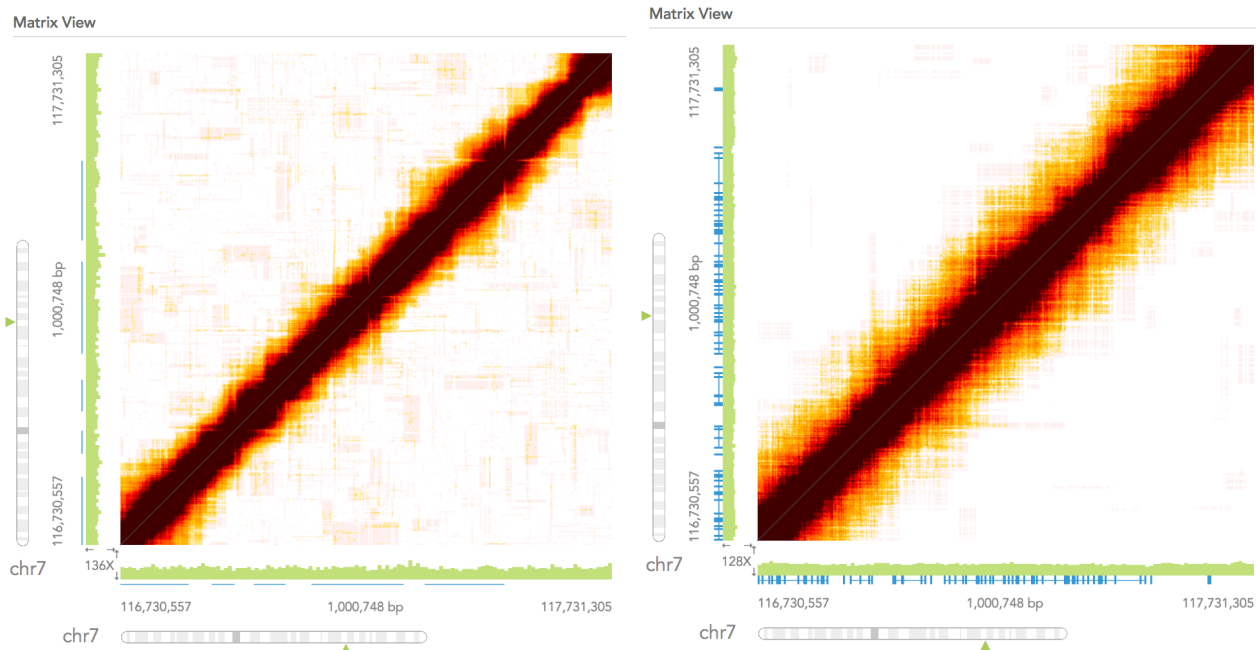 Matrix View
117,731,305
1,000,748 bp
116,730,557
chr7
136X
116,730,557
1,000,748 bp
117,731,305
chr7
Matrix View
117,731,305
1,000,748 bp
116,730,557
chr7
128X
116,730,557
1,000,748 bp
117,731,305
chr7